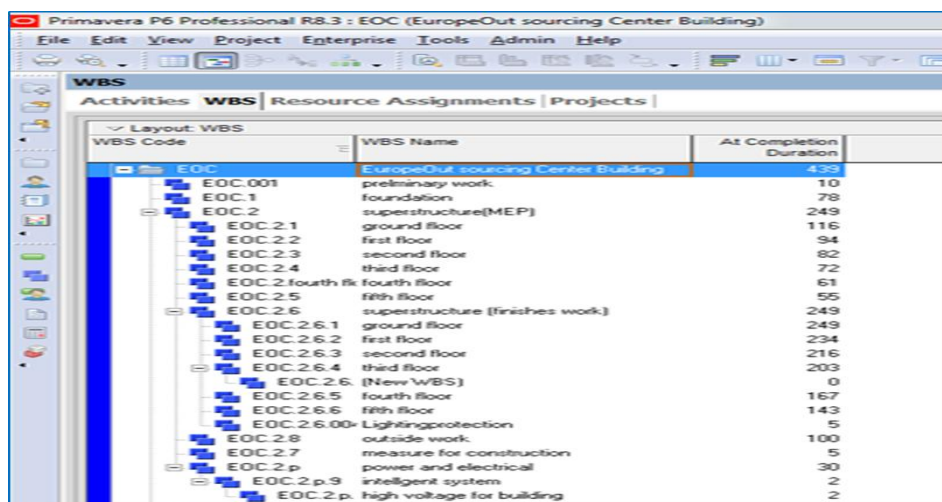 Primavera P6 Professional R8.3 : EOC (EuropeOut sourcing Center Building)
File Edit View Project Enterprise Tools Admin Help
WBS
Activities WBS Resource Assignments Projects
Layout: WBS
WBS Code WBS Name At Completion Duration
EOC EuropeOut sourcing Center Building 439
EOC.001 prelminary work 10
EOC.1 foundation 78
EOC.2 superstructure(MEP) 249
EOC.2.1 ground floor 116
EOC.2.2 first floor 94
EOC.2.3 second floor 82
EOC.2.4 third floor 72
EOC.2.fourth flo fourth floor 61
EOC.2.5 fifth floor 55
EOC.2.6 superstructure (finishes work) 249
EOC.2.6.1 ground floor 249
EOC.2.6.2 first floor 234
EOC.2.6.3 second floor 216
EOC.2.6.4 third floor 203
EOC.2.6. (New WBS) 0
EOC.2.6.5 fourth floor 167
EOC.2.6.6 fifth floor 143
EOC.2.6.00 Lightingprotection 5
EOC.2.8 outside work 100
EOC.2.7 measure for construction 5
EOC.2.p power and electrical 30
EOC.2.p.9 intellgent system 2
EOC.2.p. high voltage for building 2